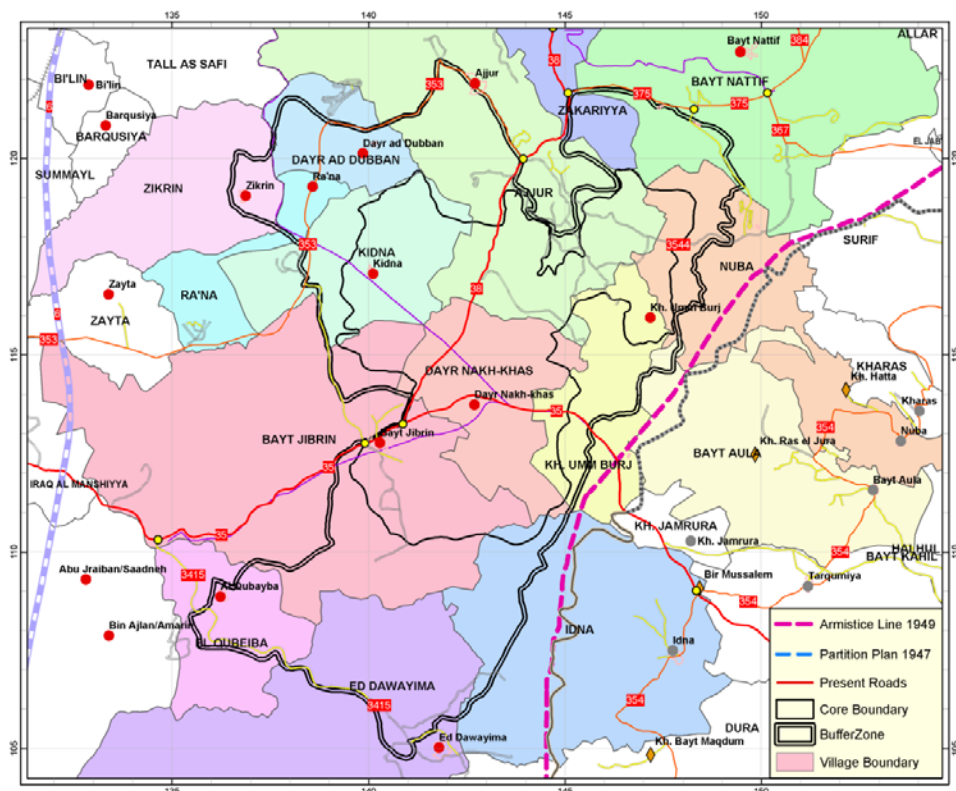 135
140
145
150
ALLAR
Bayt Nattif
384
BI'LIN
Bi'lin
TALL AS SAFI
353
Ajjur
38
BAYT NATTIF
375
375
ZAKARIYYA
6
Barqusiya
BARQUSIYA
367
Dayr ad Dubban
DAYR AD DUBBAN
EL JAB
120
120
SUMMAYL
ZIKRIN
Zikrin
Ra'na
AJJUR
353
3544
SURIF
KIDNA
Kidna
NUBA
Zayta
RA'NA
38
ZAYTA
6
Kh. Umm Burj
353
115
115
DAYR NAKH-KHAS
KHARAS
Kh. Hatta
Dayr Nakh-khas
35
Kharas
BAYT JIBRIN
Bayt Jibrin
354
Nuba
Kh. Ras el Jura
BAYT AULA
35
KH. UMM BURJ
Bayt Aula
IRAQ AL MANSHIYYA
35
KH. JAMRURA
Kh. Jamrura
HALHUL
110
354
BAYT KAHIL
Abu Jraiban/Saadneh
3415
Al Qubayba
Bir Mussalem
Tarqumiya
354
Bin Ajlan/Amarin
EL QUBEIBA
IDNA
Idna
Armistice Line 1949
Partition Plan 1947
ED DAWAYIMA
3415
354
Present Roads
Core Boundary
DURA
BufferZone
105
105
Ed Dawayima
Kh. Bayt Maqdum
Village Boundary
135
140
145
150